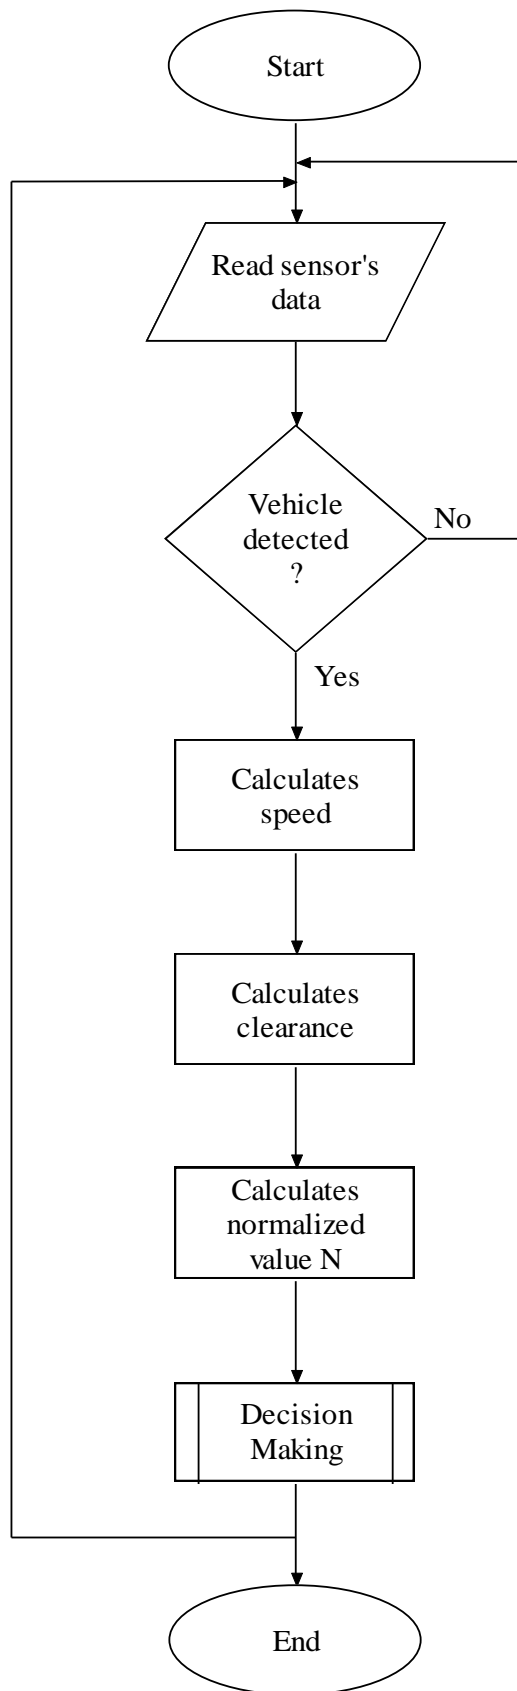 Start
Read sensor's
data
Vehicle
detected
?
No
Yes
Calculates
speed
Calculates
clearance
Calculates
normalized
value N
Decision
Making
End